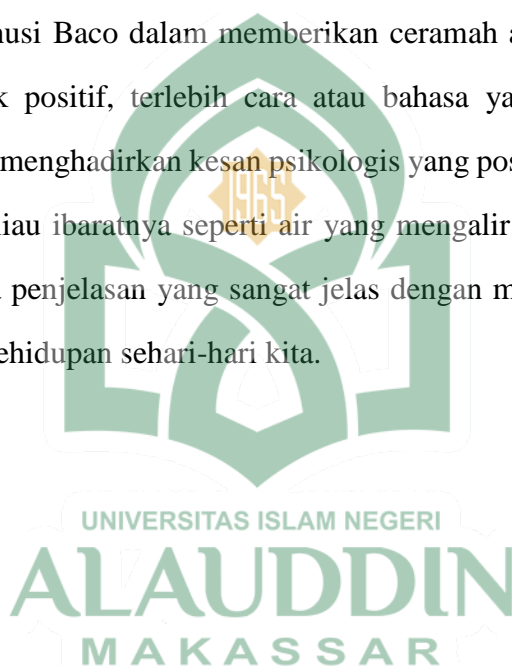 usi Baco dalam memberikan ceramah a
k positif, terlebih cara atau bahasa ya
menghadirkan kesan psikologis yang pos
iau ibaratnya seperti air yang mengalir
penjelasan yang sangat jelas dengan m
ehidupan sehari-hari kita.
1965
UNIVERSITAS ISLAM NEGERI
ALAUDDIN
MAKASSAR